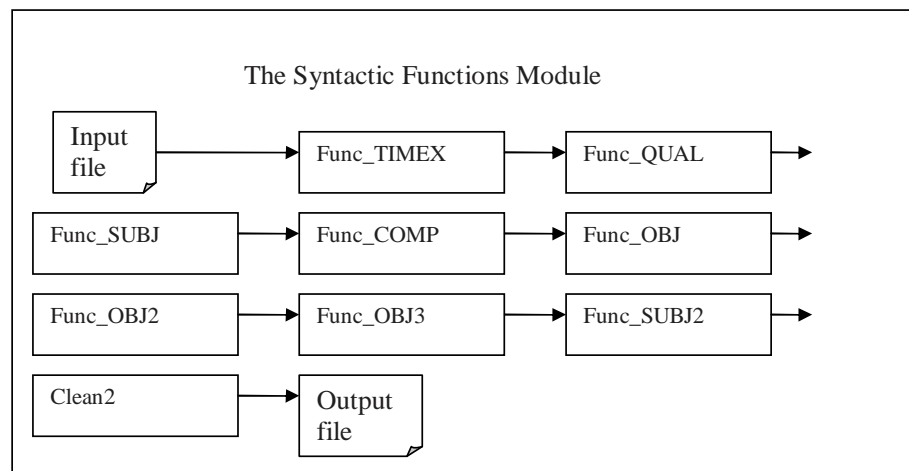 The Syntactic Functions Module
Input
file
Func_TIMEX
Func_QUAL
Func_SUBJ
Func_COMP
Func_OBJ
Func_OBJ2
Func_OBJ3
Func_SUBJ2
Clean2
Output
file